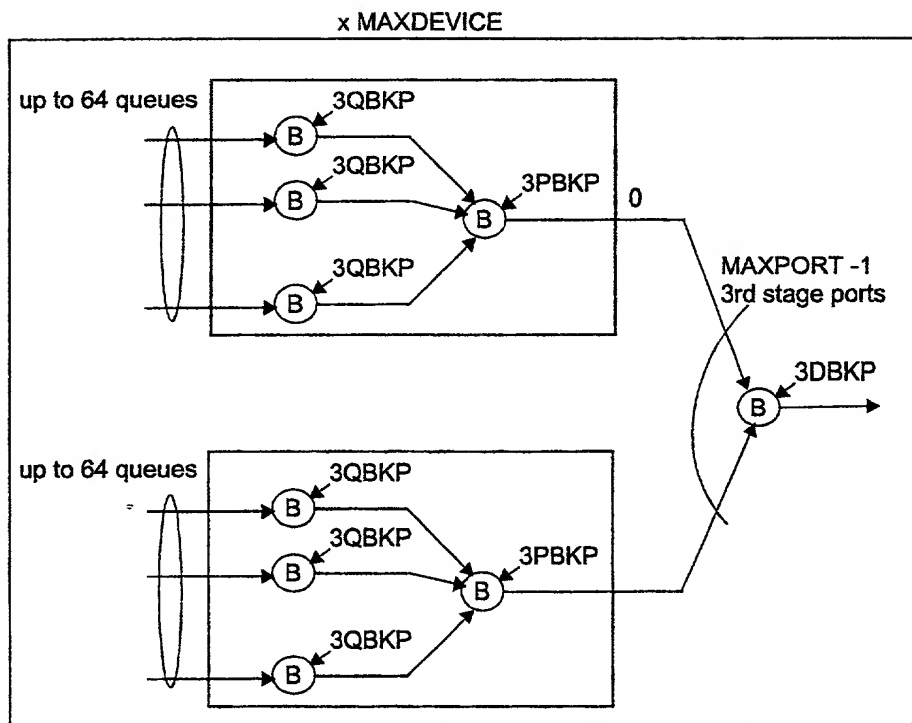 x MAXDEVICE
up to 64 queues
3QBKP
B
3QBKP
B
3PBKP
B
0
3QBKP
B
MAXPORT -1
3rd stage ports
3DBKP
B
up to 64 queues
3QBKP
B
3QBKP
B
3PBKP
B
3QBKP
B